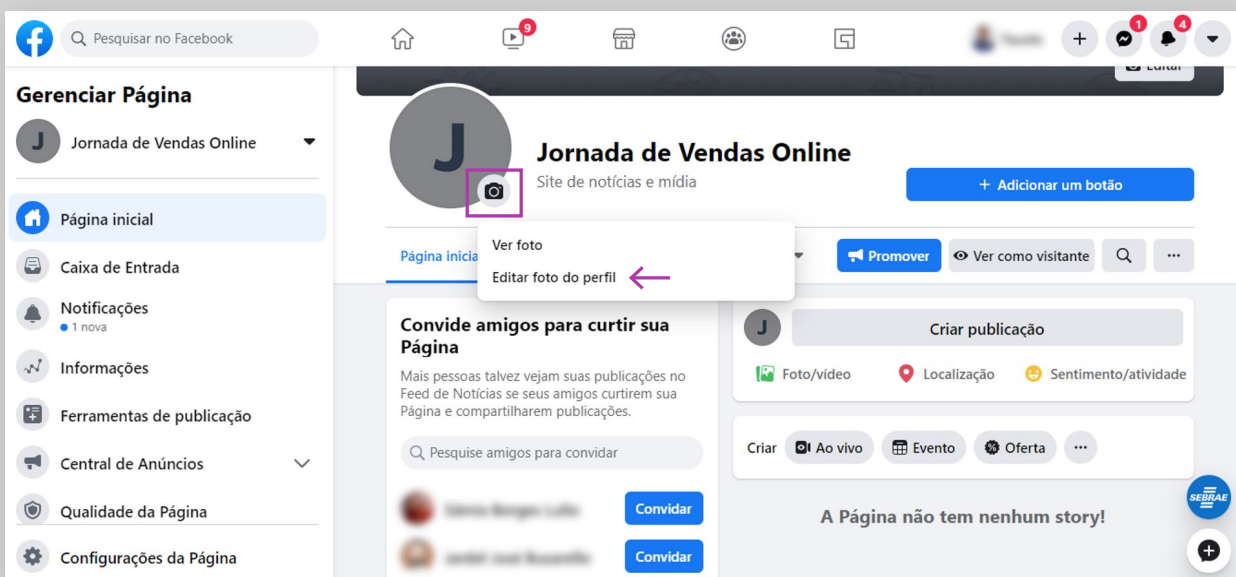 Pesquisar no Facebook
9
1
4
Editar
Gerenciar Página
J
Jornada de Vendas Online
Página inicial
Caixa de Entrada
Notificações
1 nova
Informações
Ferramentas de publicação
Central de Anúncios
Qualidade da Página
Configurações da Página
J
Jornada de Vendas Online
Site de notícias e mídia
+ Adicionar um botão
Ver foto
Editar foto do perfil
Página inicia
Promover
Ver como visitante
Convide amigos para curtir sua
Página
Mais pessoas talvez vejam suas publicações no
Feed de Notícias se seus amigos curtirem sua
Página e compartilharem publicações.
Pesquise amigos para convidar
Convidar
Convidar
J
Criar publicação
Foto/vídeo
Localização
Sentimento/atividade
Criar
Ao vivo
Evento
Oferta
A Página não tem nenhum story!
SEBRAE